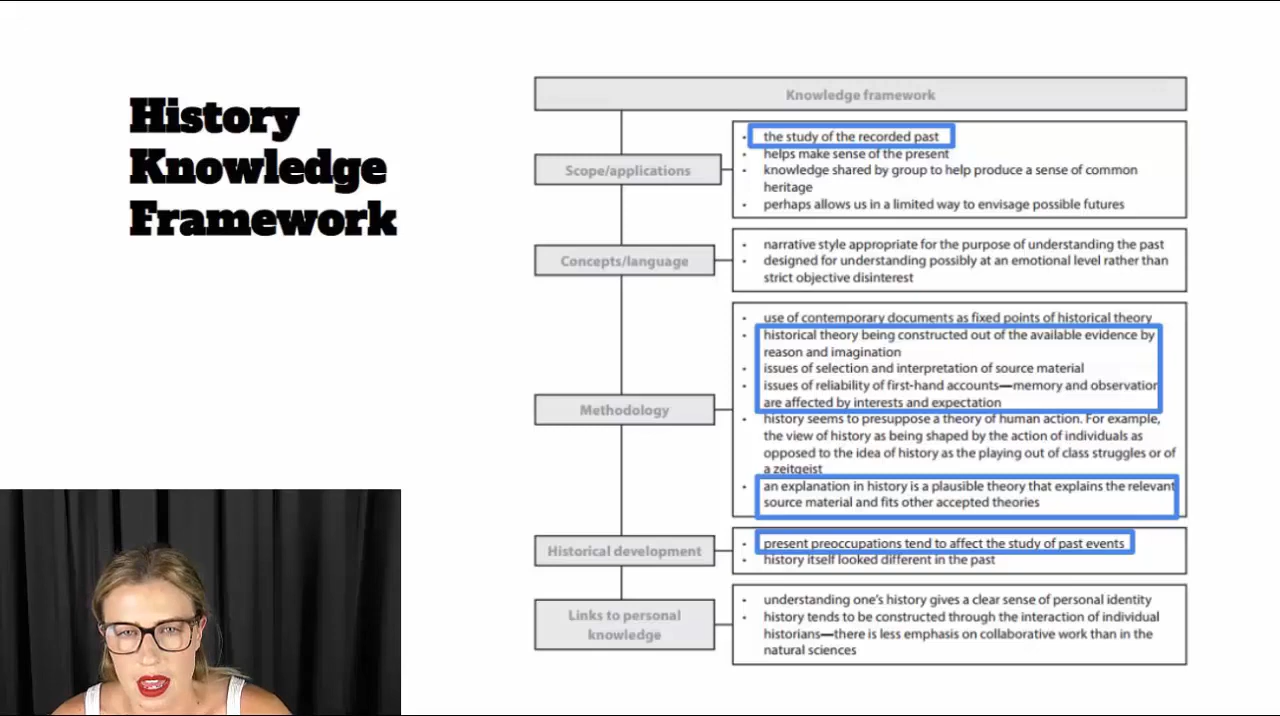 History
Knowledge
Framework
Knowledge framework
Scope/applications
• the study of the recorded past
• helps make sense of the present
• knowledge shared by group to help produce a sense of common
heritage
• perhaps allows us in a limited way to envisage possible futures
Concepts/language
• narrative style appropriate for the purpose of understanding the past
• designed for understanding possibly at an emotional level rather than
strict objective disinterest
Methodology
• use of contemporary documents as fixed points of historical theory
• historical theory being constructed out of the available evidence by
reason and imagination
• issues of selection and interpretation of source material
• issues of reliability of first-hand accounts—memory and observation
are affected by interests and expectation
• history seems to presuppose a theory of human action. For example,
the view of history as being shaped by the action of individuals as
opposed to the idea of history as the playing out of class struggles or of
a zeitgeist
• an explanation in history is a plausible theory that explains the relevant
source material and fits other accepted theories
Historical development
• present preoccupations tend to affect the study of past events
• history itself looked different in the past
Links to personal
knowledge
• understanding one's history gives a clear sense of personal identity
• history tends to be constructed through the interaction of individual
historians—there is less emphasis on collaborative work than in the
natural sciences